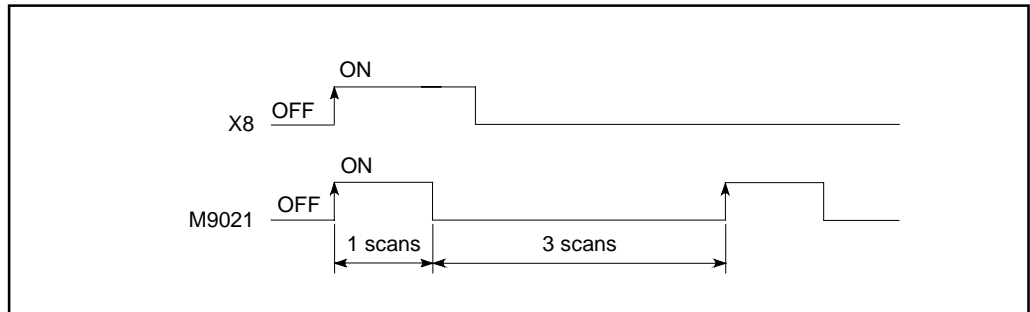 ON
OFF
X8
ON
OFF
M9021
1 scans
3 scans